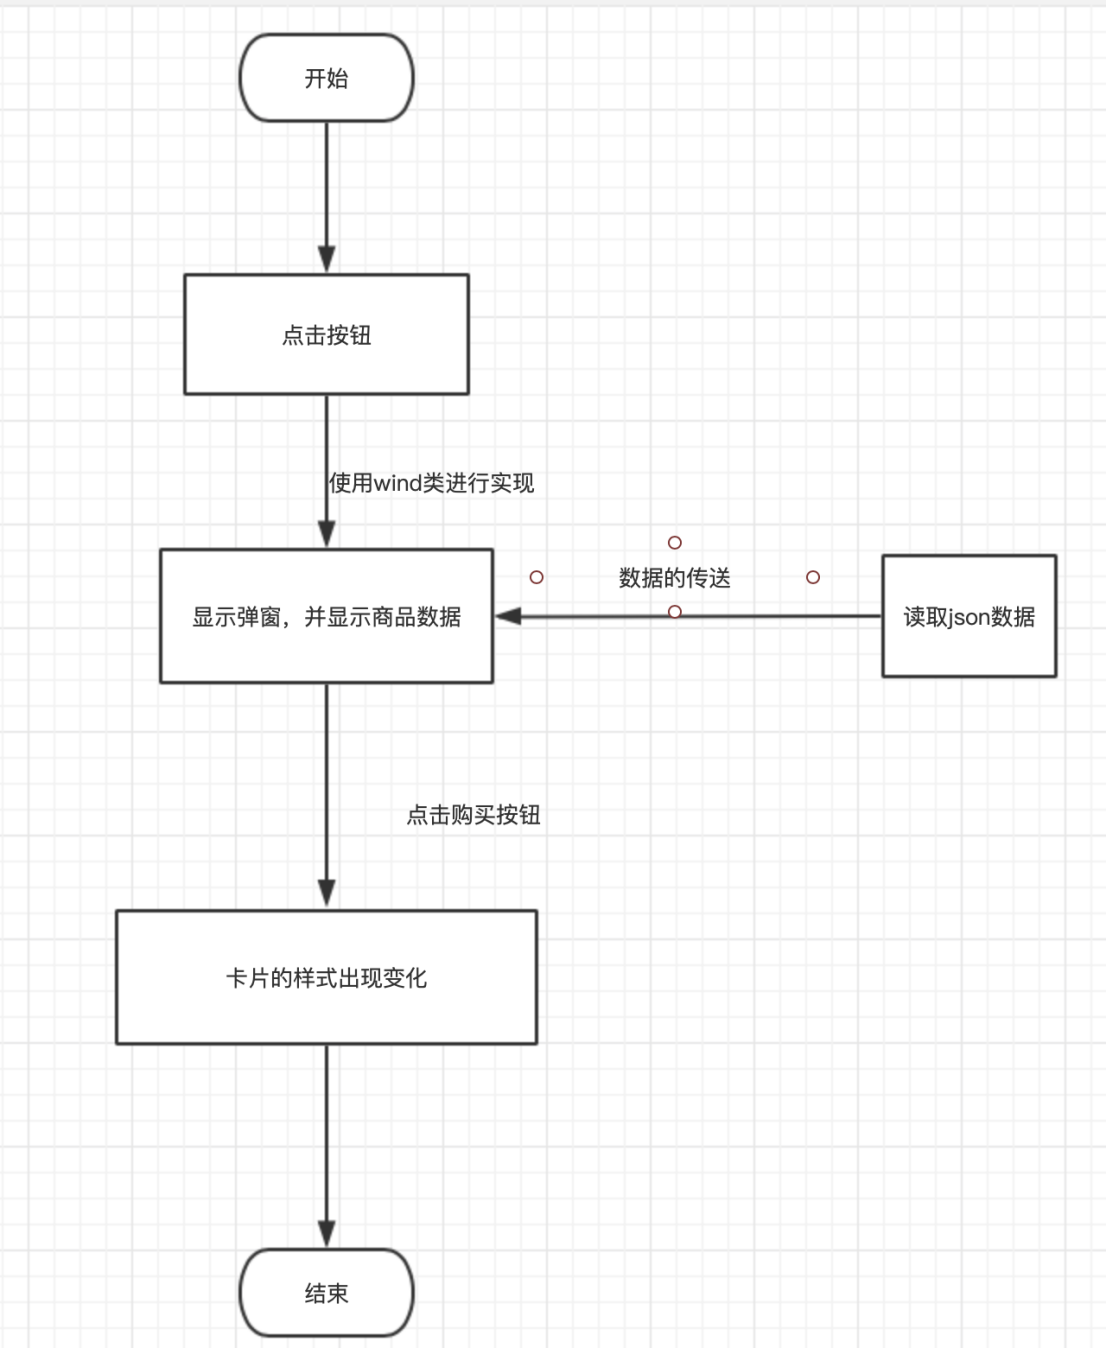 开始
点击按钮
使用wind类进行实现
数据的传送
显示弹窗，并显示商品数据
读取json数据
点击购买按钮
卡片的样式出现变化
结束